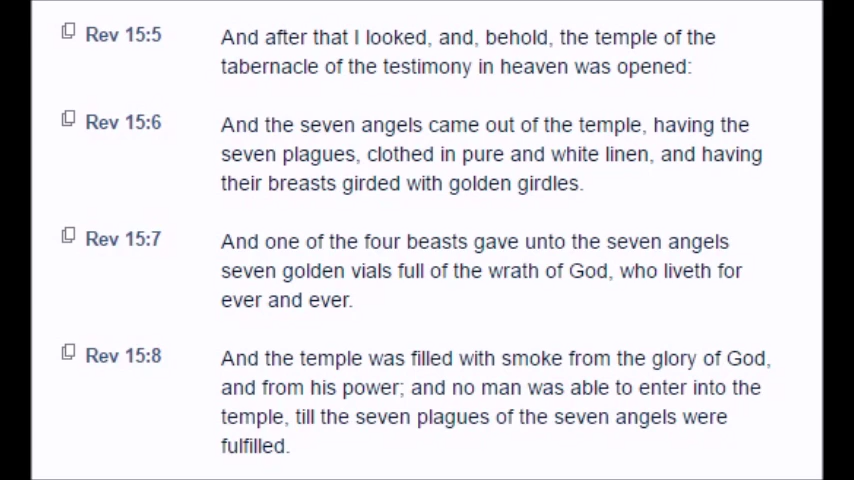 Rev 15:5 And after that I looked, and, behold, the temple of the
tabernacle of the testimony in heaven was opened:
Rev 15:6 And the seven angels came out of the temple, having the
seven plagues, clothed in pure and white linen, and having
their breasts girded with golden girdles.
Rev 15:7 And one of the four beasts gave unto the seven angels
seven golden vials full of the wrath of God, who liveth for
ever and ever.
Rev 15:8 And the temple was filled with smoke from the glory of God,
and from his power; and no man was able to enter into the
temple, till the seven plagues of the seven angels were
fulfilled.